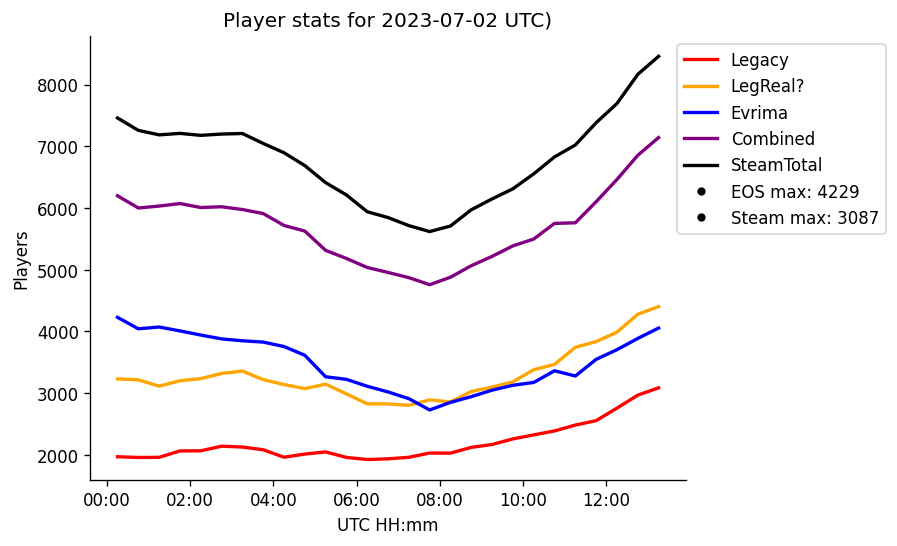 Player stats for 2023-07-02 UTC)
Legacy
LegReal?
Evrima
Combined
SteamTotal
EOS max: 4229
Steam max: 3087
Players
8000
7000
6000
5000
4000
3000
2000
00:00 02:00 04:00 06:00 08:00 10:00 12:00
UTC HH:mm